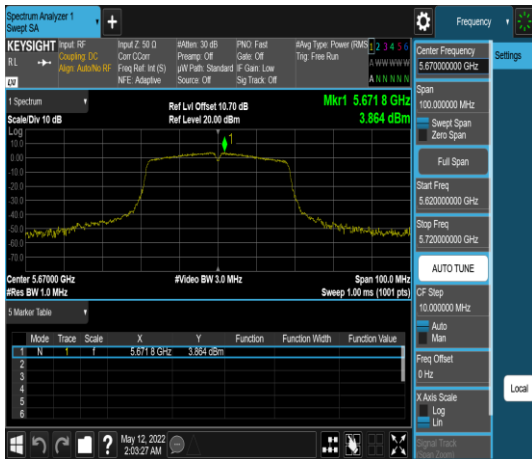 Spectrum Analyzer 1
Swept SA
+
Frequency
Settings
KEYSIGHT
RL
LXI
Input: RF
Coupling: DC
Align: Auto/No RF
Input Z: 50 Ω
Corr CCorr
Freq Ref: Int (S)
NFE: Adaptive
#Atten: 30 dB
Preamp: Off
µW Path: Standard
Source: Off
PNO: Fast
Gate: Off
IF Gain: Low
Sig Track: Off
#Avg Type: Power (RMS
Trig: Free Run
1 2 3 4 5 6
A W W W W W
A N N N N N
1 Spectrum
Scale/Div 10 dB
Ref Lvl Offset 10.70 dB
Ref Level 20.00 dBm
Mkr1 5.671 8 GHz
3.864 dBm
Log
10.0
0.00
-10.0
-20.0
-30.0
-40.0
-50.0
-60.0
-70.0
1
Center 5.67000 GHz
#Res BW 1.0 MHz
#Video BW 3.0 MHz
Span 100.0 MHz
Sweep 1.00 ms (1001 pts)
5 Marker Table
Mode Trace Scale X Y Function Function Width Function Value
1 N 1 f 5.671 8 GHz 3.864 dBm
2
3
4
5
6
Center Frequency
5.670000000 GHz
Span
100.000000 MHz
Swept Span
Zero Span
Full Span
Start Freq
5.620000000 GHz
Stop Freq
5.720000000 GHz
AUTO TUNE
CF Step
10.000000 MHz
Auto
Man
Freq Offset
0 Hz
X Axis Scale
Log
Lin
Signal Track
(Span Zoom)
Local
?
May 12, 2022
2:03:27 AM